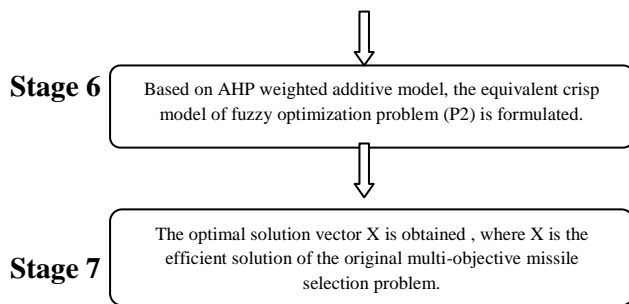 Stage 6
Based on AHP weighted additive model, the equivalent crisp
model of fuzzy optimization problem (P2) is formulated.
The optimal solution vector X is obtained , where X is the
efficient solution of the original multi-objective missile
selection problem.
Stage 7